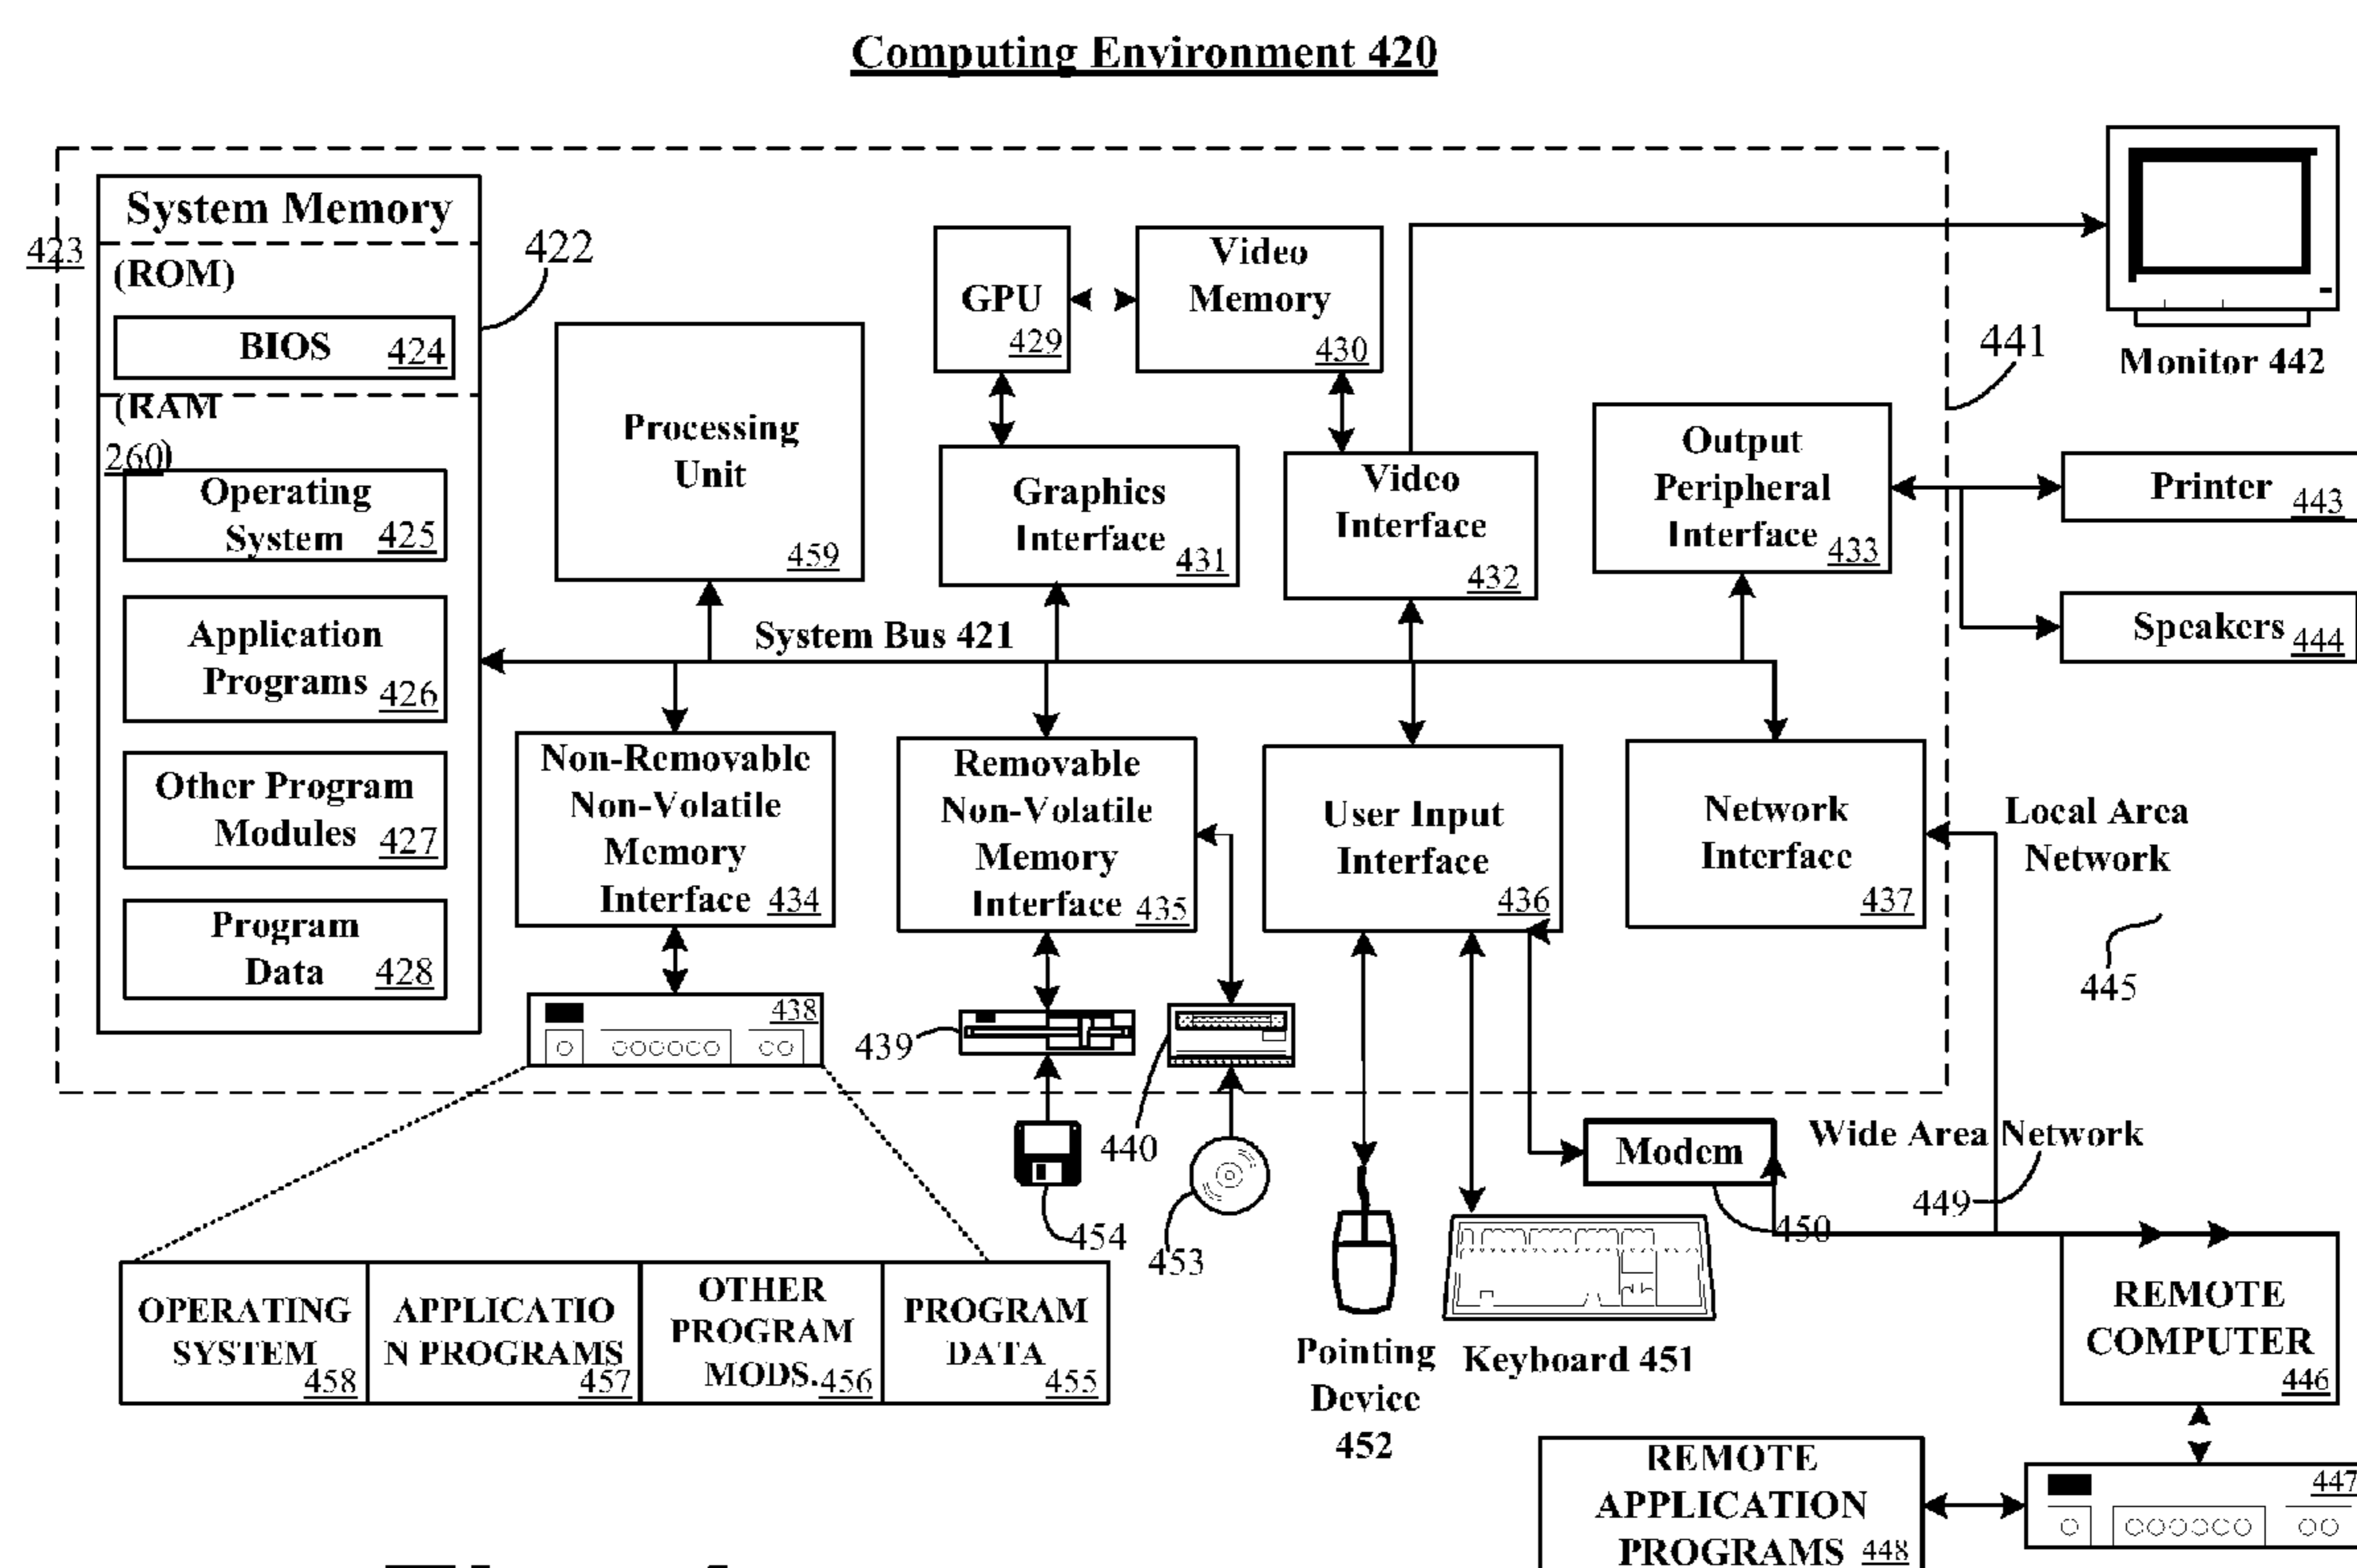 Computing Environment 420
System Memory
423
(ROM)
422
BIOS 424
(RAM
260)
Operating
System 425
Application
Programs 426
Other Program
Modules 427
Program
Data 428
Processing
Unit
459
GPU
429
Video
Memory
430
Graphics
Interface
431
Video
Interface
432
Output
Peripheral
Interface 433
441
Monitor 442
Printer 443
Speakers 444
System Bus 421
Non-Removable
Non-Volatile
Memory
Interface 434
Removable
Non-Volatile
Memory
Interface 435
User Input
Interface
436
Network
Interface
437
Local Area
Network
445
438
439
440
454
453
Modem
450
Wide Area Network
449
OPERATING
SYSTEM
458
APPLICATIO
N PROGRAMS
457
OTHER
PROGRAM
MODS. 456
PROGRAM
DATA
455
Pointing
Device
452
Keyboard 451
REMOTE
COMPUTER
446
447
REMOTE
APPLICATION
PROGRAMS 448